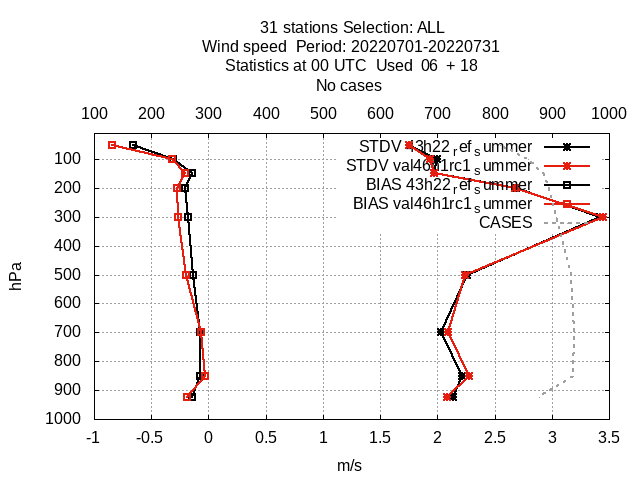 31 stations Selection: ALL
Wind speed  Period: 20220701-20220731
Statistics at 00 UTC  Used  06  + 18
No cases
100 200 300 400 500 600 700 800 900 1000
STDV 43h22_ref_summer
STDV val46h1rc1_summer
BIAS 43h22_ref_summer
BIAS val46h1rc1_summer
CASES
100
200
300
400
500
600
700
800
900
1000
hPa
-1 -0.5 0 0.5 1 1.5 2 2.5 3 3.5
m/s